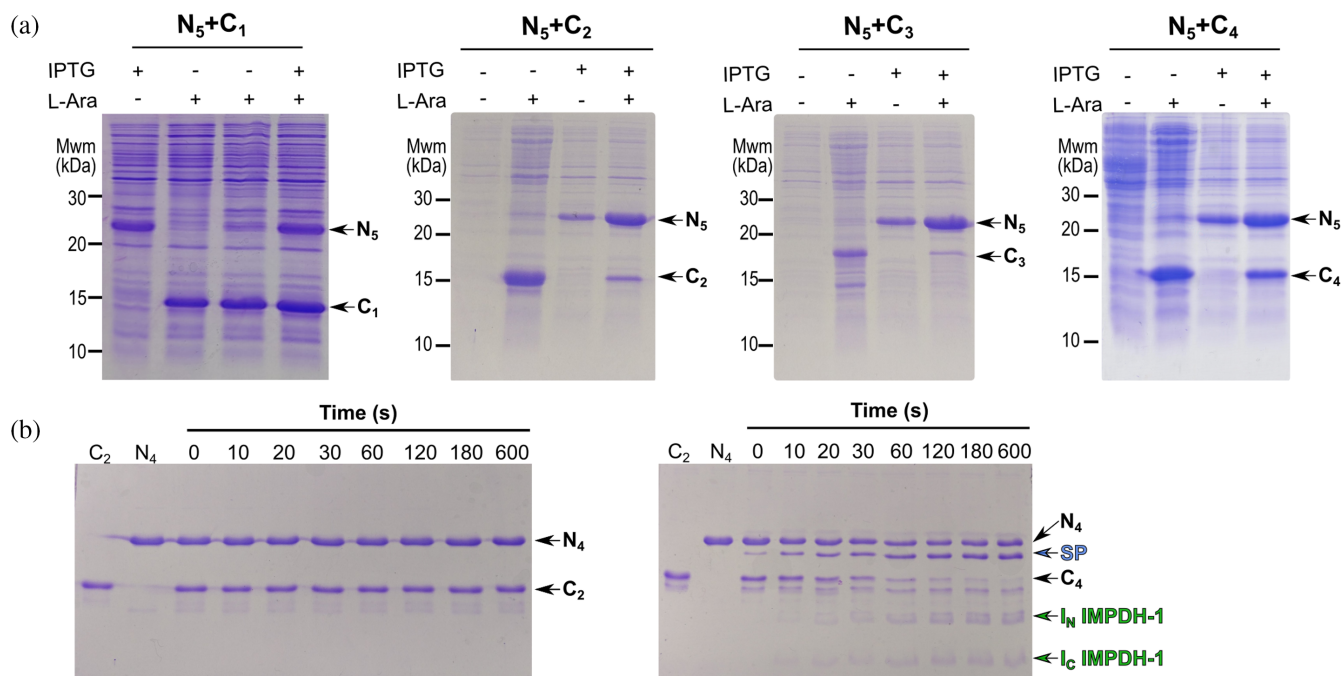 (a)
N5+C1
IPTG + - - +
L-Ara - + + +
Mwm
(kDa)
30
20
15
10
N5
C1
N5+C2
IPTG - - + +
L-Ara - + - +
Mwm
(kDa)
30
20
15
10
N5
C2
N5+C3
IPTG - - + +
L-Ara - + - +
Mwm
(kDa)
30
20
15
10
N5
C3
N5+C4
IPTG - - + +
L-Ara - + - +
Mwm
(kDa)
30
20
15
10
N5
C4
(b)
Time (s)
C2 N4 0 10 20 30 60 120 180 600
N4
C2
Time (s)
C2 N4 0 10 20 30 60 120 180 600
N4
SP
C4
IN IMPDH-1
IC IMPDH-1